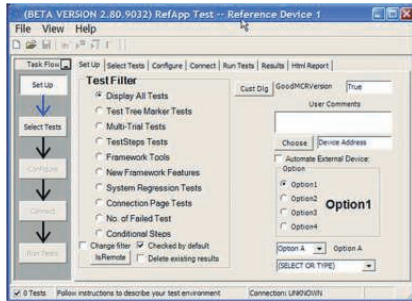 (BETA VERSION 2.80.9032) RefApp Test -- Reference Device 1
File View Help
Task Flow
Set Up Select Tests Configure Connect Run Tests Results Html Report
Set Up
Select Tests
Configure
Connect
Run Tests
Test Filter
Display All Tests
Test Tree Marker Tests
Multi-Trial Tests
TestSteps Tests
Framework Tools
New Framework Features
System Regression Tests
Connection Page Tests
No. of Failed Test
Conditional Steps
Change filter Checked by default
IsRemote Delete existing results
Cust Dlg GoodMCRVersion True
User Comments
Choose Device Address
Automate External Device:
Option
Option1
Option2
Option3
Option4
Option1
Option A Option A
(SELECT OR TYPE)
0 Tests Follow instructions to describe your test environment Connection: UNKNOWN